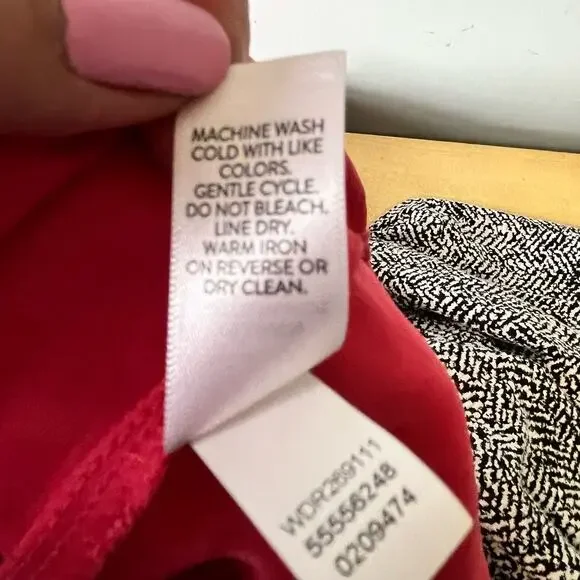 MACHINE WASH
COLD WITH LIKE
COLORS.
GENTLE CYCLE.
DO NOT BLEACH.
LINE DRY.
WARM IRON
ON REVERSE OR
DRY CLEAN.
WDR269111
55556248
0209474